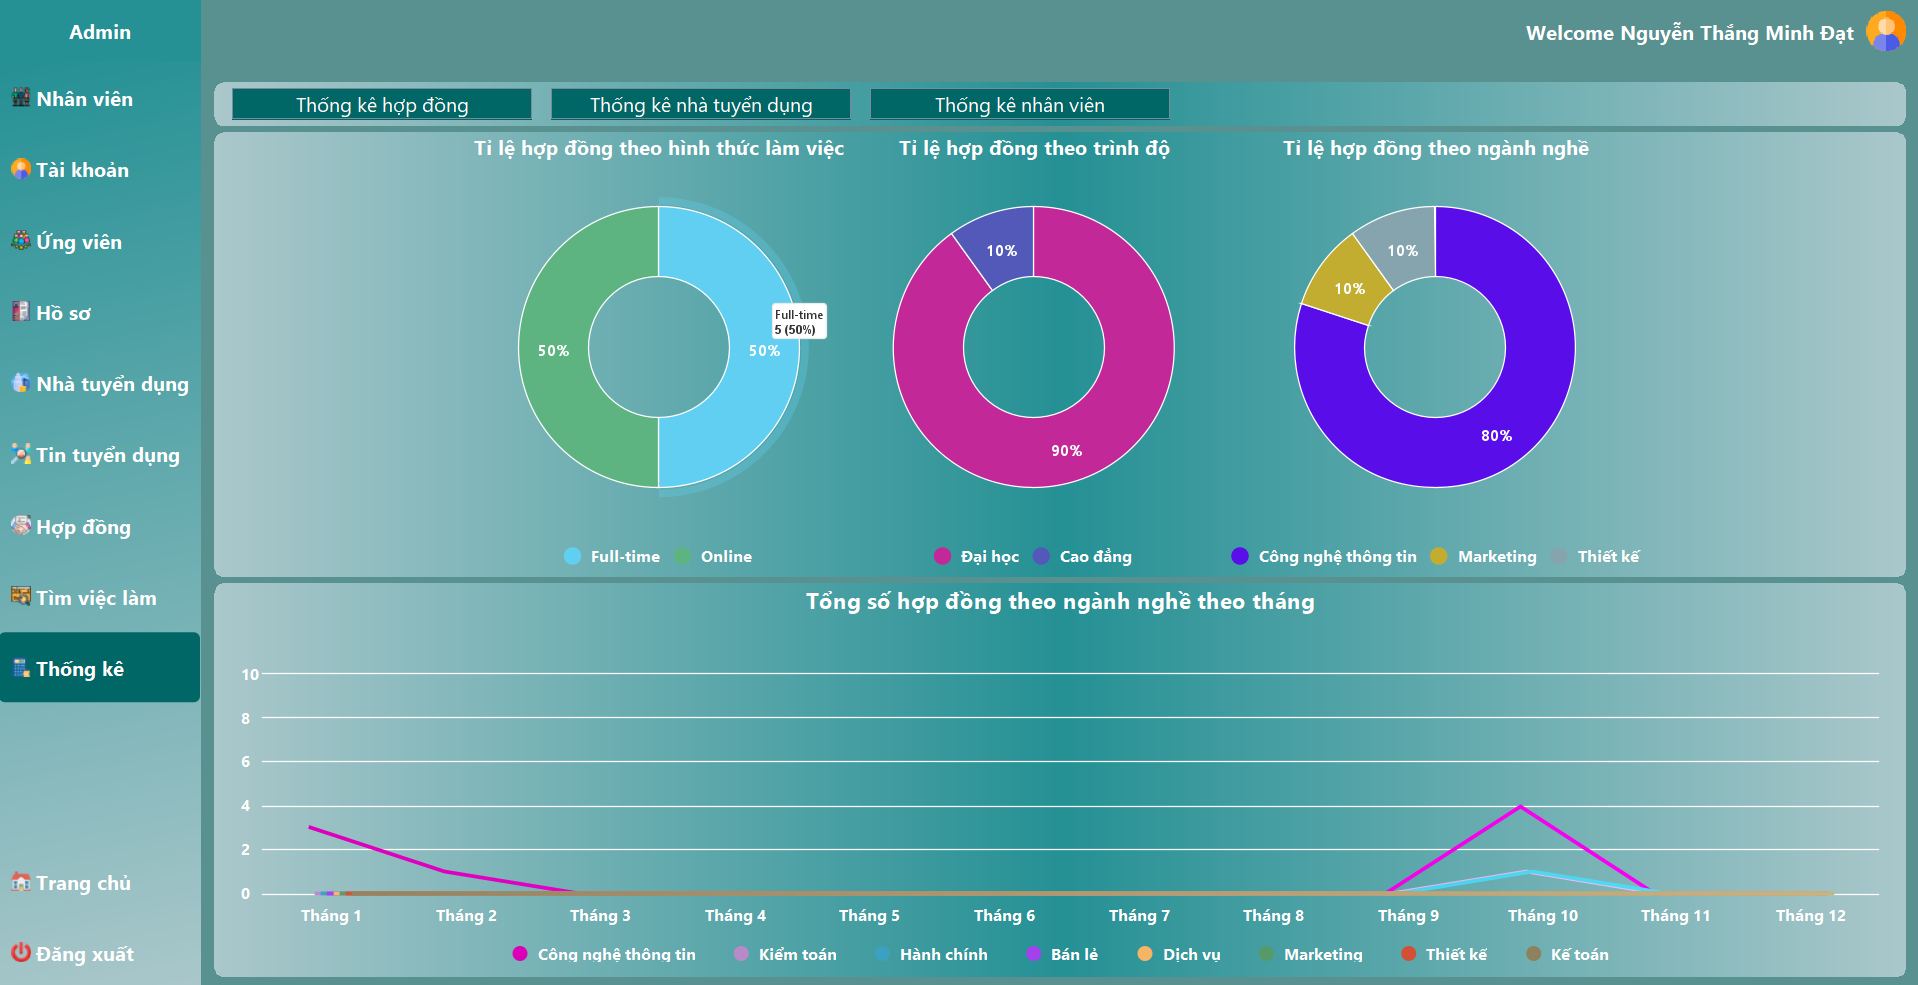 Admin
Welcome Nguyễn Thắng Minh Đạt
Nhân viên
Tài khoản
Ứng viên
Hồ sơ
Nhà tuyển dụng
Tin tuyển dụng
Hợp đồng
Tìm việc làm
Thống kê
Trang chủ
Đăng xuất
Thống kê hợp đồng
Thống kê nhà tuyển dụng
Thống kê nhân viên
Tỉ lệ hợp đồng theo hình thức làm việc
50%
50%
Full-time
5 (50%)
Full-time
Online
Tỉ lệ hợp đồng theo trình độ
10%
90%
Đại học
Cao đẳng
Tỉ lệ hợp đồng theo ngành nghề
10%
10%
80%
Công nghệ thông tin
Marketing
Thiết kế
Tổng số hợp đồng theo ngành nghề theo tháng
10
8
6
4
2
0
Tháng 1
Tháng 2
Tháng 3
Tháng 4
Tháng 5
Tháng 6
Tháng 7
Tháng 8
Tháng 9
Tháng 10
Tháng 11
Tháng 12
Công nghệ thông tin
Kiểm toán
Hành chính
Bán lẻ
Dịch vụ
Marketing
Thiết kế
Kế toán